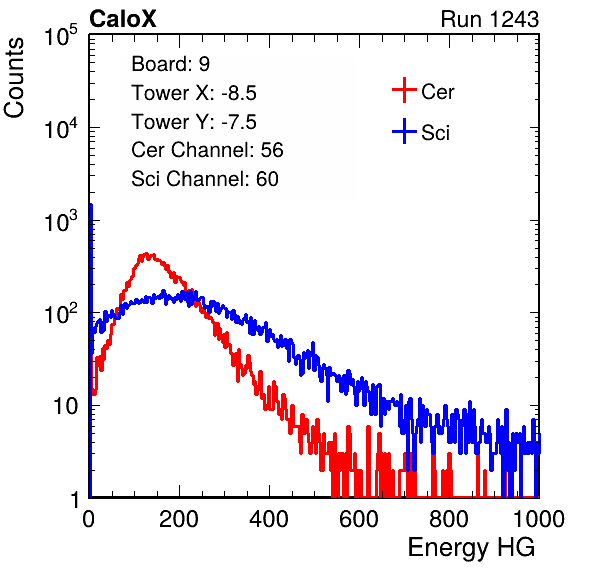 CaloX Run 1243
Counts
10^5
10^4
10^3
10^2
10
1
Board: 9
Tower X: -8.5
Tower Y: -7.5
Cer Channel: 56
Sci Channel: 60
Cer
Sci
0 200 400 600 800 1000
Energy HG